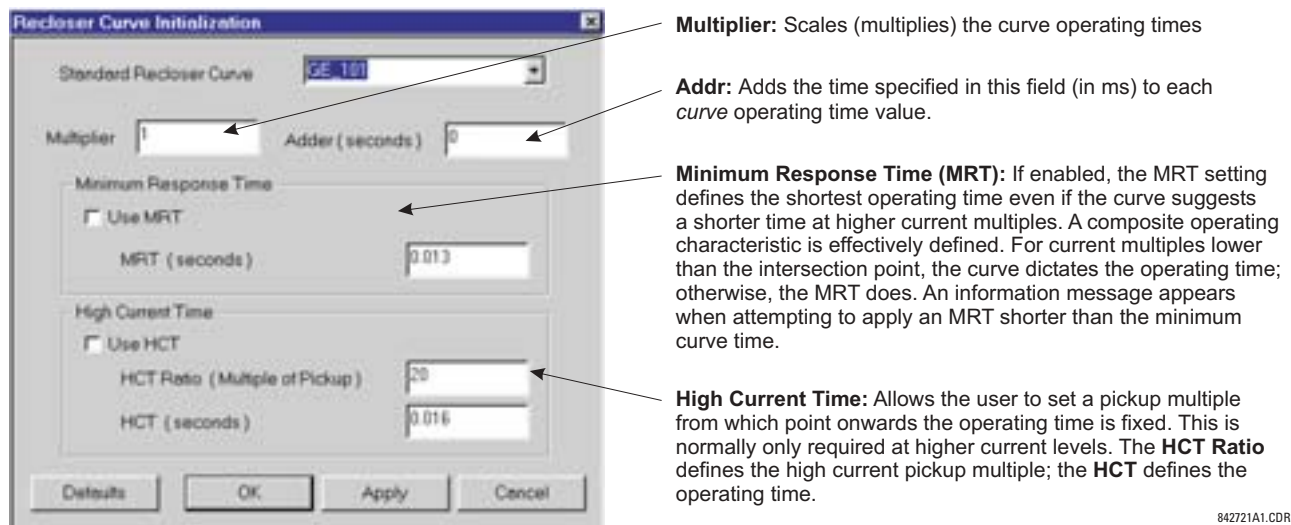 Recloser Curve Initialization
Standard Recloser Curve
GE_101
Multiplier
1
Adder ( seconds )
0
Minimum Response Time
Use MRT
MRT ( seconds )
0.013
High Current Time
Use HCT
HCT Ratio ( Multiple of Pickup )
20
HCT ( seconds )
0.016
Defaults
OK
Apply
Cancel
Multiplier: Scales (multiplies) the curve operating times
Addr: Adds the time specified in this field (in ms) to each
curve operating time value.
Minimum Response Time (MRT): If enabled, the MRT setting
defines the shortest operating time even if the curve suggests
a shorter time at higher current multiples. A composite operating
characteristic is effectively defined. For current multiples lower
than the intersection point, the curve dictates the operating time;
otherwise, the MRT does. An information message appears
when attempting to apply an MRT shorter than the minimum
curve time.
High Current Time: Allows the user to set a pickup multiple
from which point onwards the operating time is fixed. This is
normally only required at higher current levels. The HCT Ratio
defines the high current pickup multiple; the HCT defines the
operating time.
842721A1.CDR